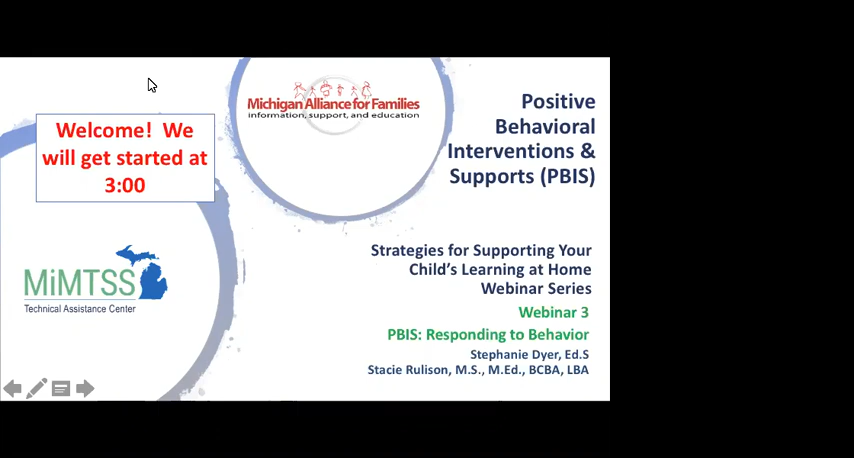 Welcome! We
will get started at
3:00
Michigan Alliance for Families
information, support, and education
Positive
Behavioral
Interventions &
Supports (PBIS)
MiMTSS
Technical Assistance Center
Strategies for Supporting Your
Child's Learning at Home
Webinar Series
Webinar 3
PBIS: Responding to Behavior
Stephanie Dyer, Ed.S
Stacie Rulison, M.S., M.Ed., BCBA, LBA